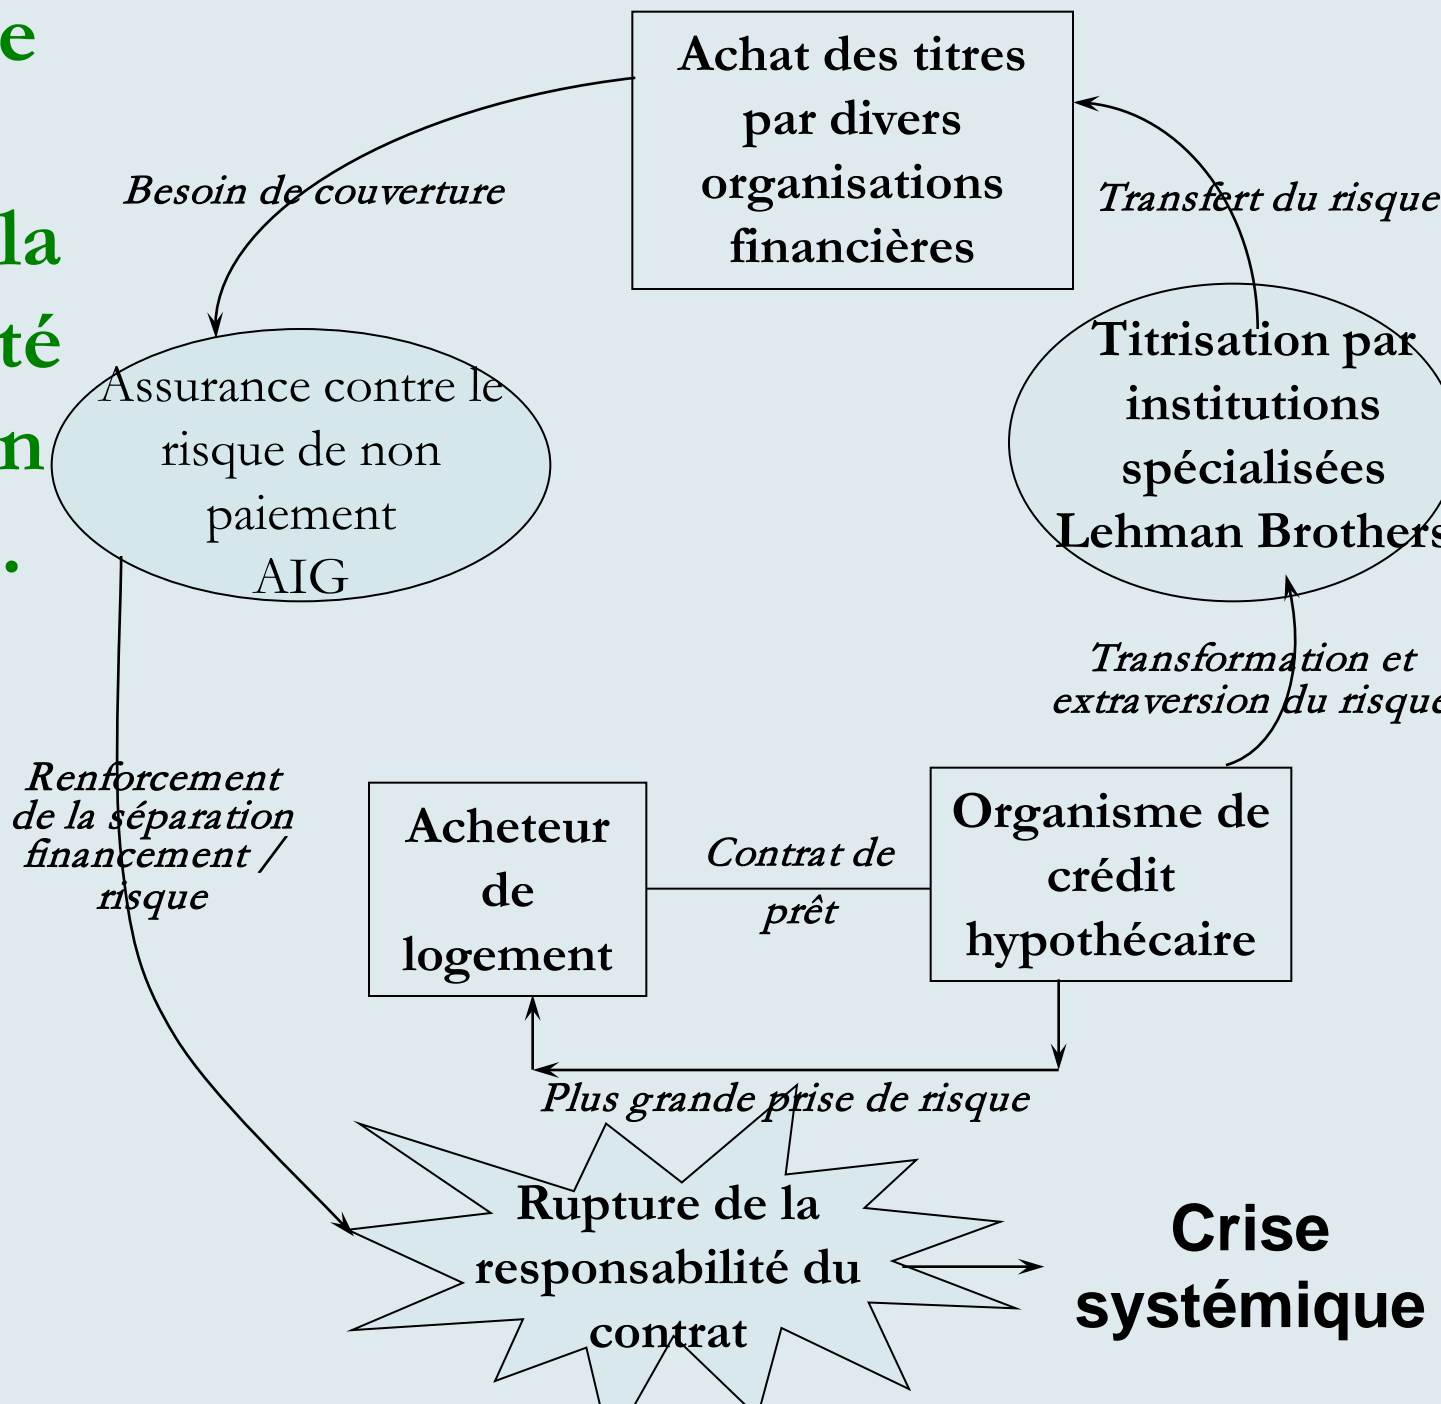 e
la
té
n
.
Achat des titres
par divers
organisations
financières
Besoin de couverture
Transfert du risque
Assurance contre le
risque de non
paiement
AIG
Titrisation par
institutions
spécialisées
Lehman Brothers
Transformation et
extraversion du risque
Renforcement
de la séparation
financement /
risque
Acheteur
de
logement
Contrat de
prêt
Organisme de
crédit
hypothécaire
Plus grande prise de risque
Rupture de la
responsabilité du
contrat
Crise
systémique